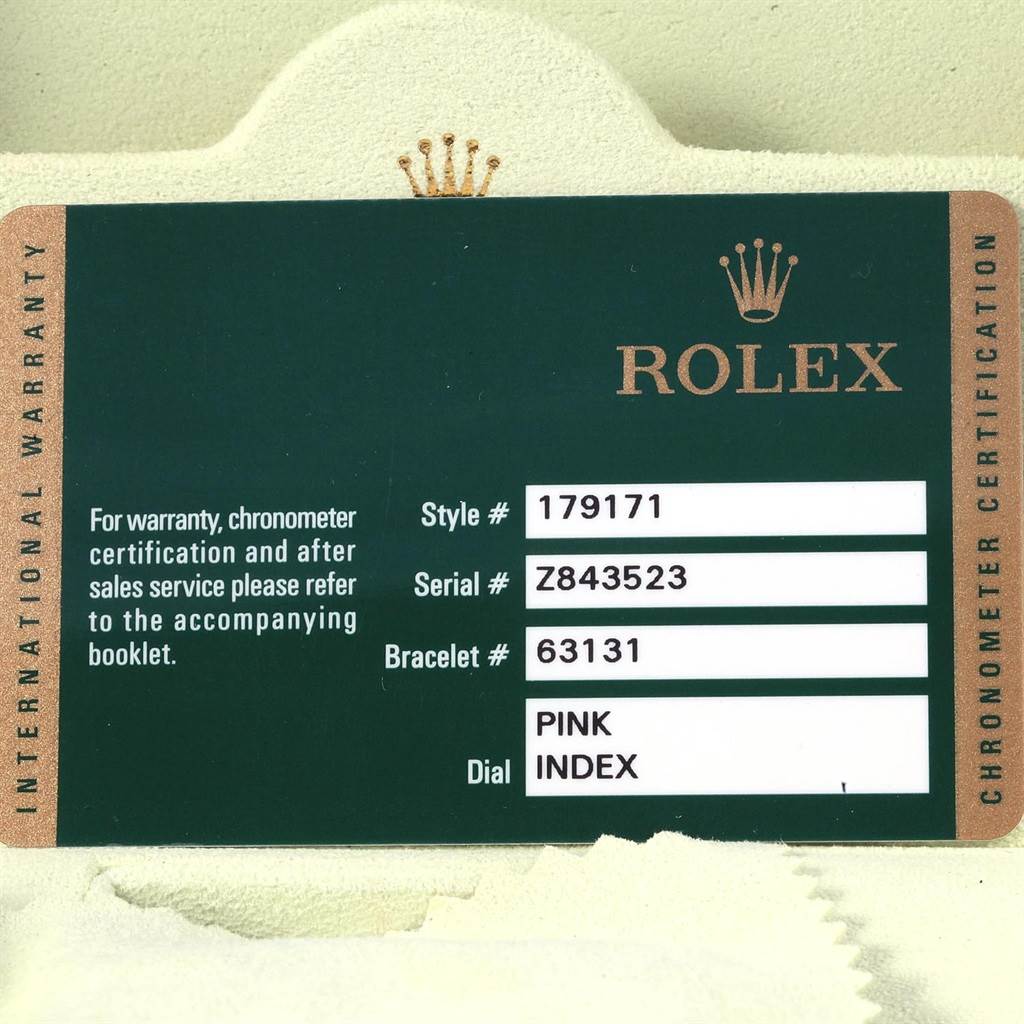 INTERNATIONAL WARRANTY
ROLEX
For warranty, chronometer
certification and after
sales service please refer
to the accompanying
booklet.
Style # 179171
Serial # Z843523
Bracelet # 63131
PINK
Dial INDEX
CHRONOMETER CERTIFICATION